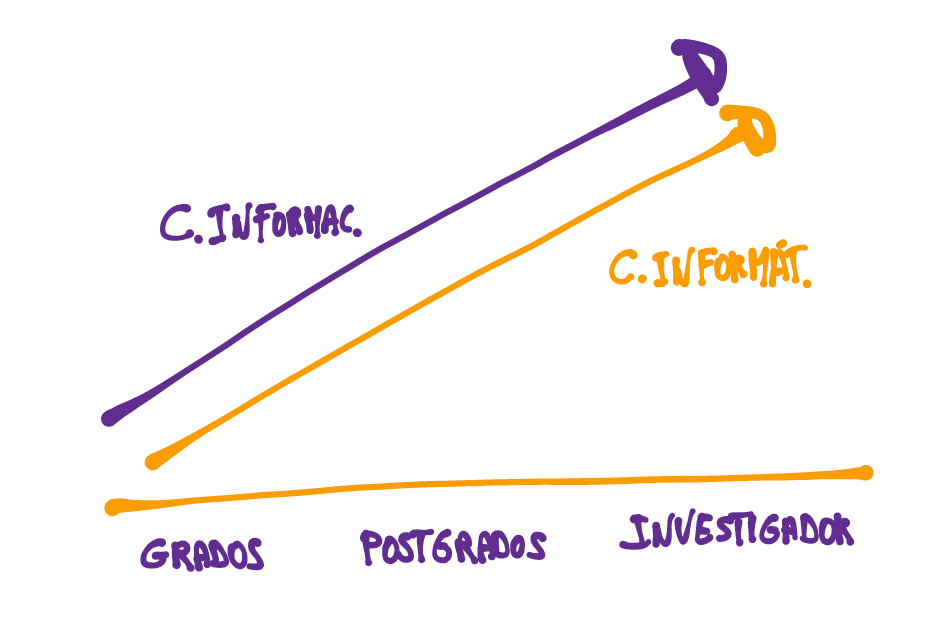 C.INFORMAC.
C.INFORMÁT.
GRADOS
POSTGRADOS
INVESTIGADOR